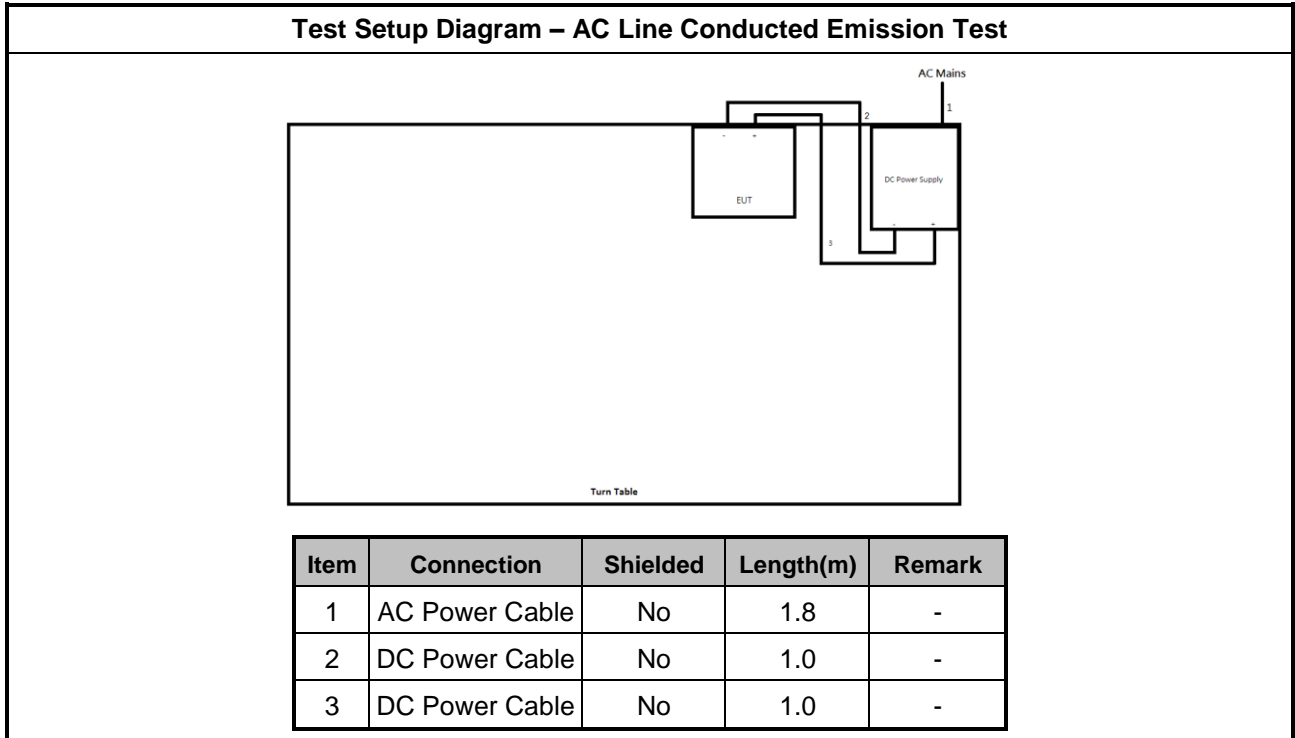 Test Setup Diagram – AC Line Conducted Emission Test
AC Mains
1
2
- +
DC Power Supply
EUT
- +
3
Turn Table
Item Connection Shielded Length(m) Remark
1 AC Power Cable No 1.8 -
2 DC Power Cable No 1.0 -
3 DC Power Cable No 1.0 -